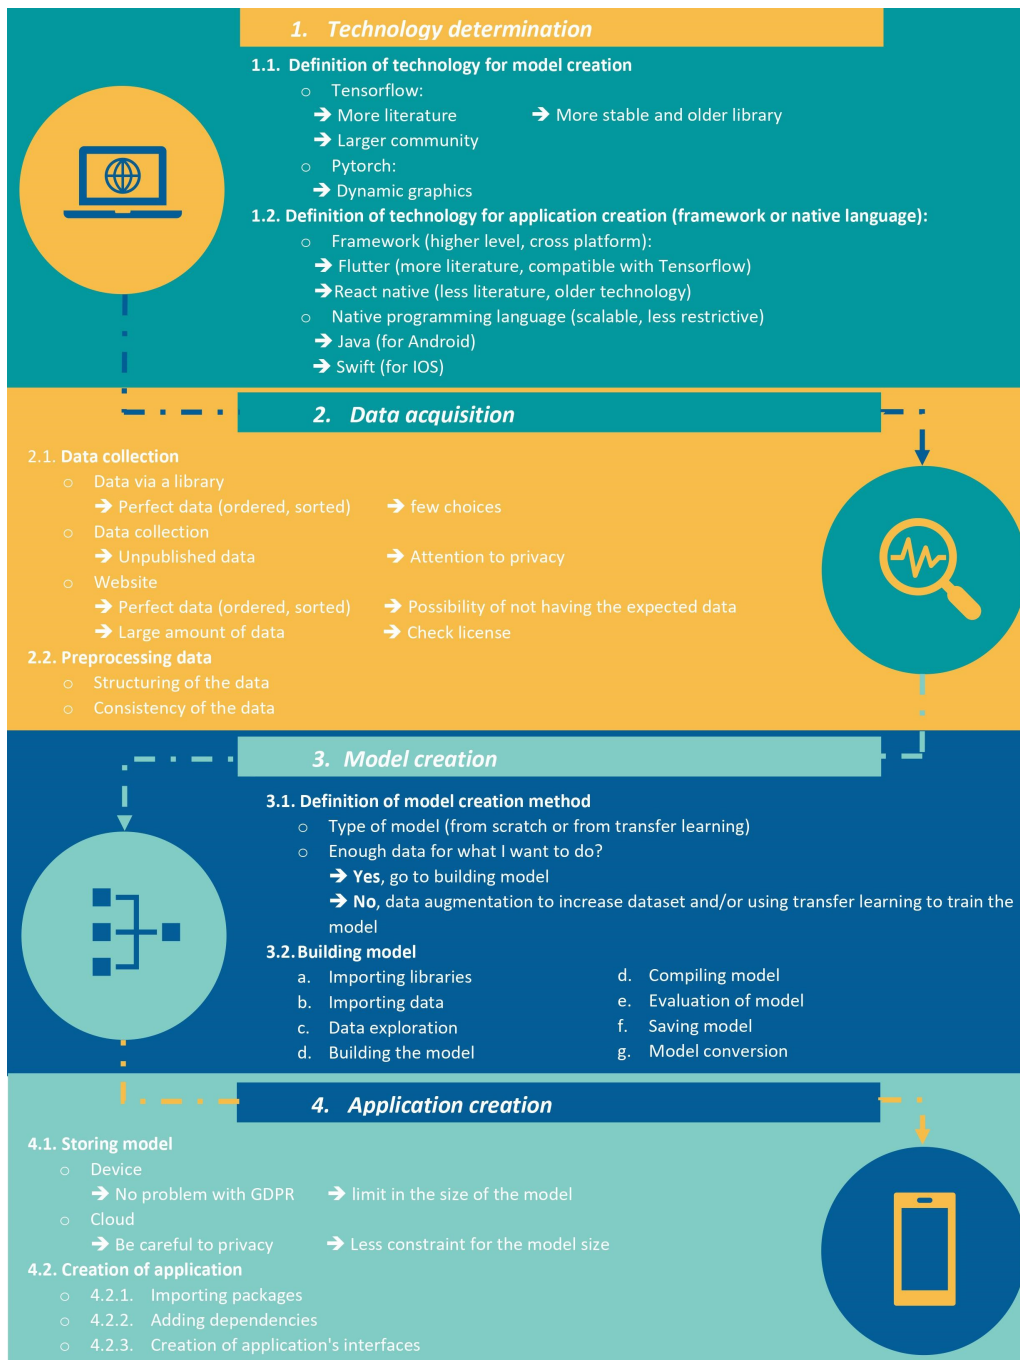 1. Technology determination
1.1. Definition of technology for model creation
o Tensorflow:
➔ More literature ➔ More stable and older library
➔ Larger community
o Pytorch:
➔ Dynamic graphics
1.2. Definition of technology for application creation (framework or native language):
o Framework (higher level, cross platform):
➔ Flutter (more literature, compatible with Tensorflow)
➔React native (less literature, older technology)
o Native programming language (scalable, less restrictive)
➔ Java (for Android)
➔ Swift (for IOS)
2. Data acquisition
2.1. Data collection
o Data via a library
➔ Perfect data (ordered, sorted) ➔ few choices
o Data collection
➔ Unpublished data ➔ Attention to privacy
o Website
➔ Perfect data (ordered, sorted) ➔ Possibility of not having the expected data
➔ Large amount of data ➔ Check license
2.2. Preprocessing data
o Structuring of the data
o Consistency of the data
3. Model creation
3.1. Definition of model creation method
o Type of model (from scratch or from transfer learning)
o Enough data for what I want to do?
➔ Yes, go to building model
➔ No, data augmentation to increase dataset and/or using transfer learning to train the
model
3.2. Building model
a. Importing libraries
b. Importing data
c. Data exploration
d. Building the model
d. Compiling model
e. Evaluation of model
f. Saving model
g. Model conversion
4. Application creation
4.1. Storing model
o Device
➔ No problem with GDPR ➔ limit in the size of the model
o Cloud
➔ Be careful to privacy ➔ Less constraint for the model size
4.2. Creation of application
o 4.2.1. Importing packages
o 4.2.2. Adding dependencies
o 4.2.3. Creation of application's interfaces